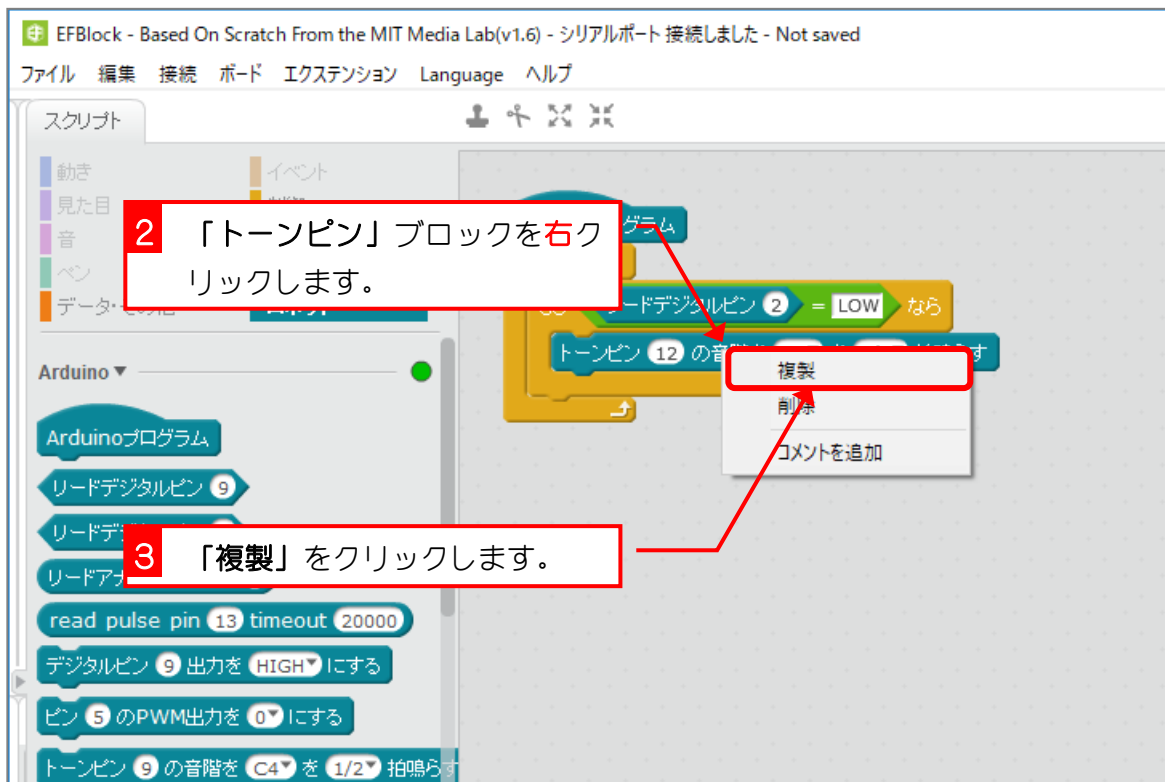 EFBlock - Based On Scratch From the MIT Media Lab(v1.6) - シリアルポート 接続しました - Not saved
ファイル 編集 接続 ボード エクステンション Language ヘルプ
スクリプト
動き イベント
見た目
音
ペン
データ・
2 「トーンピン」ブロックを右ク
リックします。
グラム
リードデジタルピン 2 = LOW なら
トーンピン 12 の音
複製
削除
コメントを追加
Arduino
Arduinoプログラム
リードデジタルピン 9
リードデ
3 「複製」をクリックします。
リードア
read pulse pin 13 timeout 20000
デジタルピン 9 出力を HIGH にする
ピン 5 のPWM出力を 0 にする
トーンピン 9 の音階を C4 を 1/2 拍鳴らす